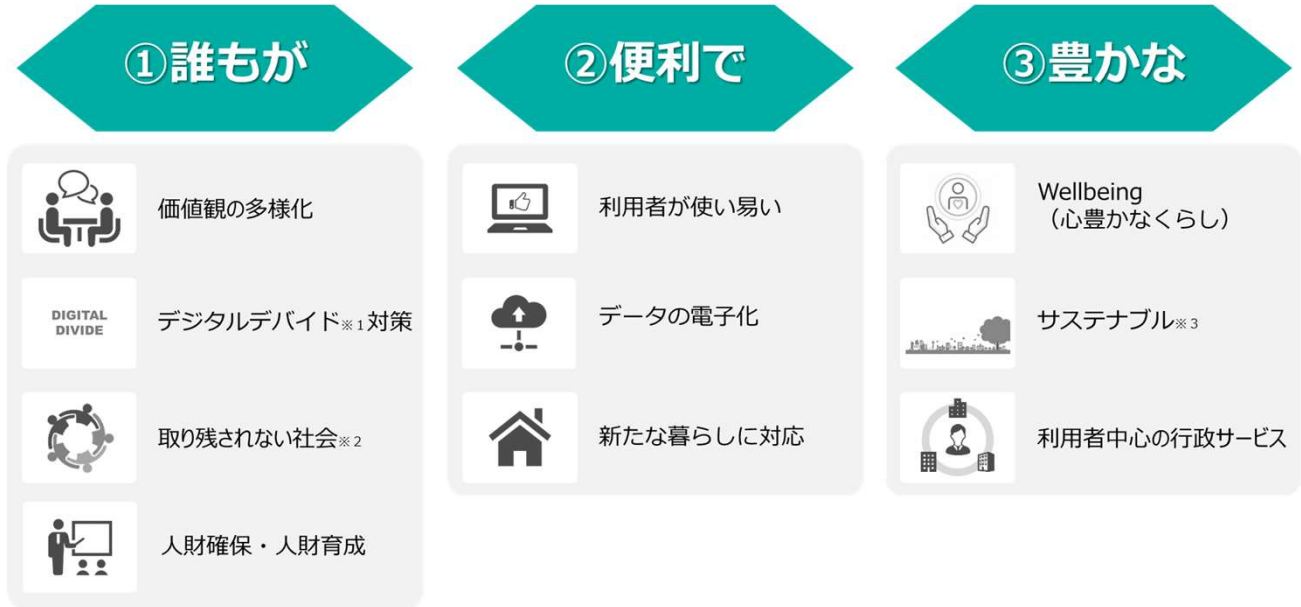 ①誰もが
価値観の多様化
DIGITAL
DIVIDE
デジタルデバイド※1対策
取り残されない社会※2
人財確保・人財育成
②便利で
利用者が使い易い
データの電子化
新たな暮らしに対応
③豊かな
Wellbeing
（心豊かなくらし）
サステナブル※3
利用者中心の行政サービス